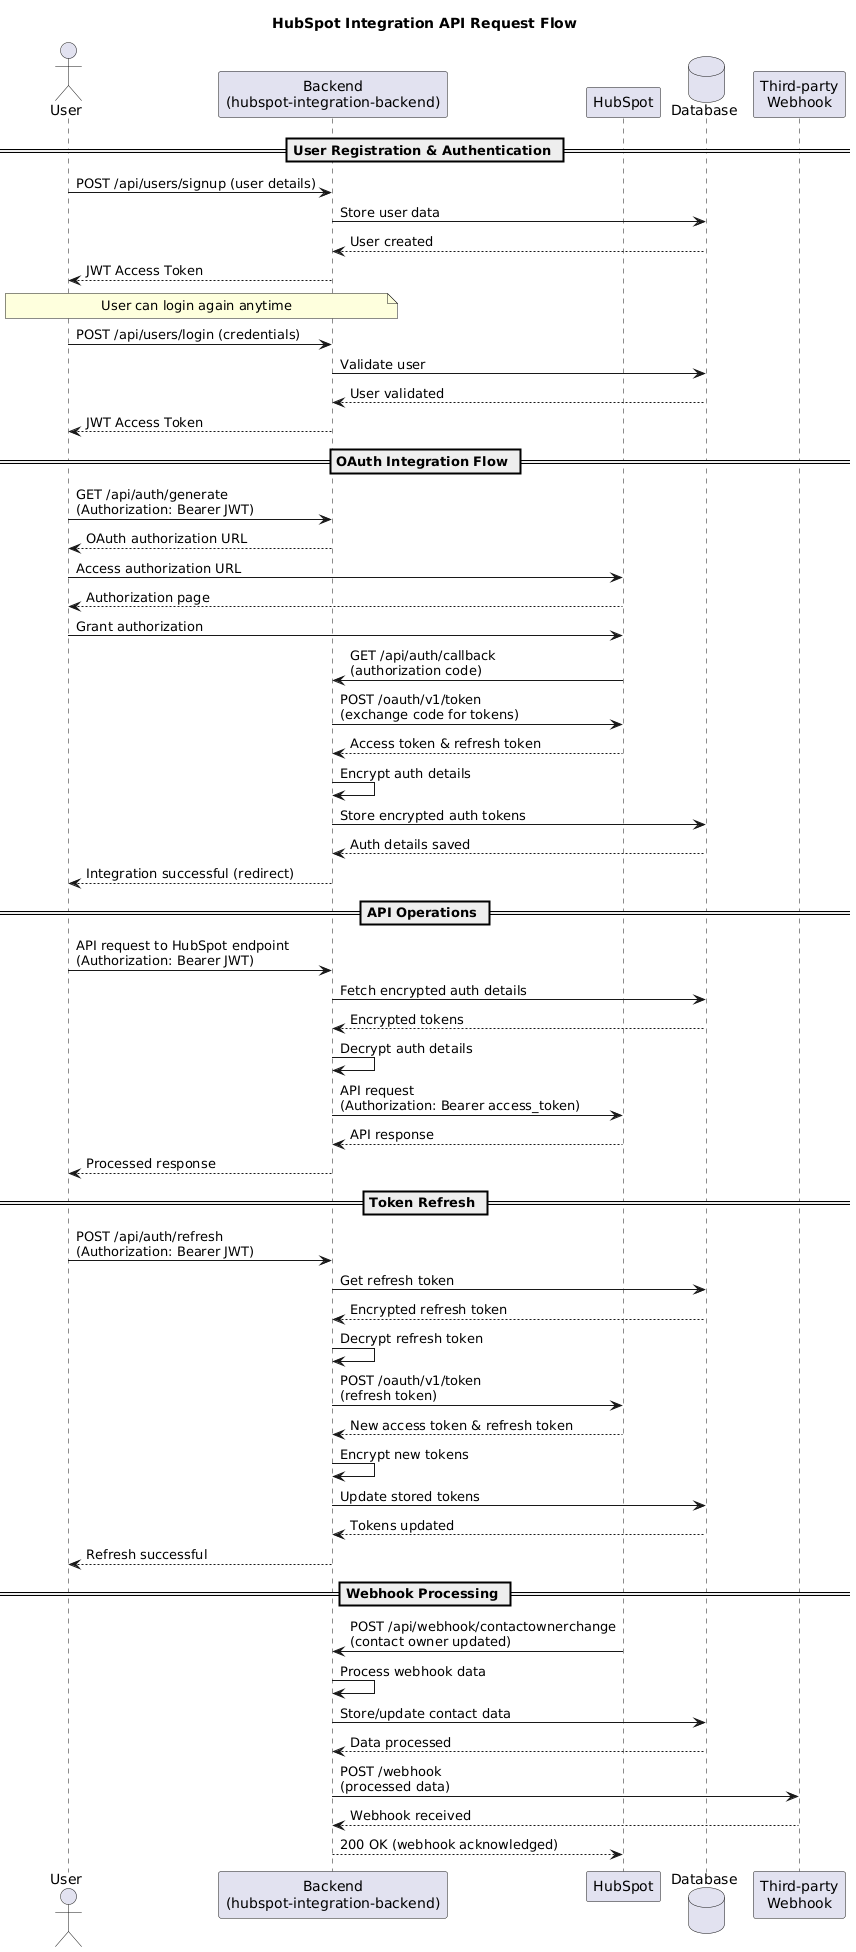 HubSpot Integration API Request Flow
User
Backend
(hubspot-integration-backend)
HubSpot
Database
Third-party
Webhook
User Registration & Authentication
POST /api/users/signup (user details)
Store user data
User created
JWT Access Token
User can login again anytime
POST /api/users/login (credentials)
Validate user
User validated
JWT Access Token
OAuth Integration Flow
GET /api/auth/generate
(Authorization: Bearer JWT)
OAuth authorization URL
Access authorization URL
Authorization page
Grant authorization
GET /api/auth/callback
(authorization code)
POST /oauth/v1/token
(exchange code for tokens)
Access token & refresh token
Encrypt auth details
Store encrypted auth tokens
Auth details saved
Integration successful (redirect)
API Operations
API request to HubSpot endpoint
(Authorization: Bearer JWT)
Fetch encrypted auth details
Encrypted tokens
Decrypt auth details
API request
(Authorization: Bearer access_token)
API response
Processed response
Token Refresh
POST /api/auth/refresh
(Authorization: Bearer JWT)
Get refresh token
Encrypted refresh token
Decrypt refresh token
POST /oauth/v1/token
(refresh token)
New access token & refresh token
Encrypt new tokens
Update stored tokens
Tokens updated
Refresh successful
Webhook Processing
POST /api/webhook/contactownerchange
(contact owner updated)
Process webhook data
Store/update contact data
Data processed
POST /webhook
(processed data)
Webhook received
200 OK (webhook acknowledged)
User
Backend
(hubspot-integration-backend)
HubSpot
Database
Third-party
Webhook